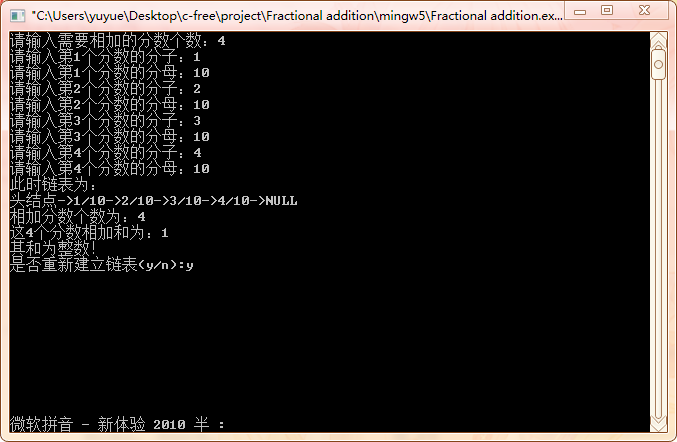 "C:\Users\yuyue\Desktop\c-free\project\Fractional addition\mingw5\Fractional addition.ex...
请输入需要相加的分数个数：4
请输入第1个分数的分子：1
请输入第1个分数的分母：10
请输入第2个分数的分子：2
请输入第2个分数的分母：10
请输入第3个分数的分子：3
请输入第3个分数的分母：10
请输入第4个分数的分子：4
请输入第4个分数的分母：10
此时链表为：
头结点->1/10->2/10->3/10->4/10->NULL
相加分数个数为：4
这4个分数相加和为：1
其和为整数！
是否重新建立链表(y/n):y
微软拼音 - 新体验 2010 半 :